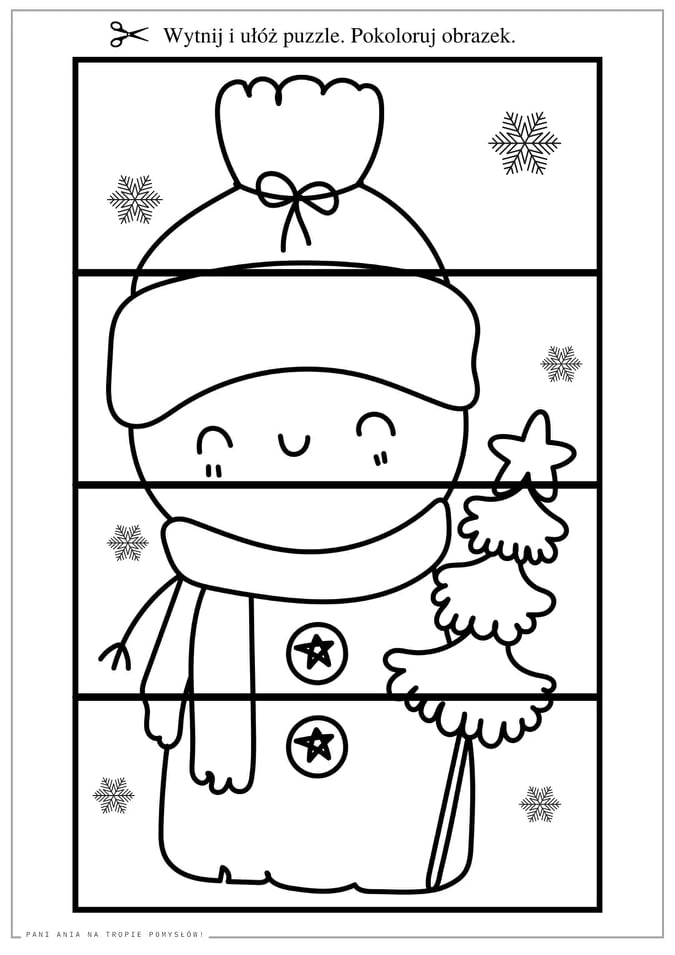 Wytnij i ułóż puzzle. Pokoloruj obrazek.
PANI ANIA NA TROPIE POMYSŁÓW!